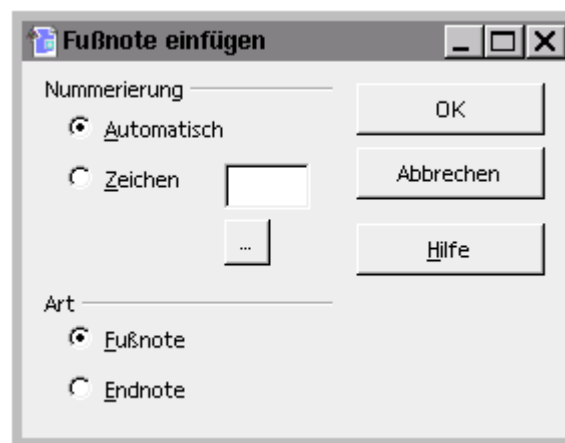 Fußnote einfügen
Nummerierung
Automatisch
Zeichen
...
Art
Fußnote
Endnote
OK
Abbrechen
Hilfe